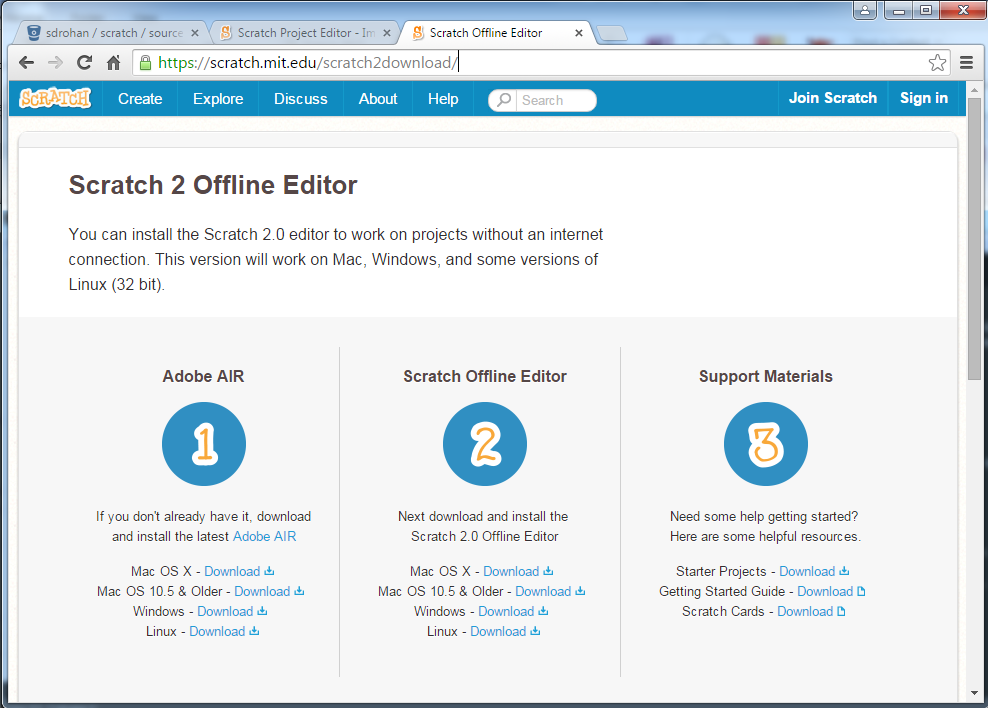 sdrohan / scratch / source
Scratch Project Editor - Im
Scratch Offline Editor
https://scratch.mit.edu/scratch2download/
SCRATCH Create Explore Discuss About Help Search Join Scratch Sign in
Scratch 2 Offline Editor
You can install the Scratch 2.0 editor to work on projects without an internet
connection. This version will work on Mac, Windows, and some versions of
Linux (32 bit).
Adobe AIR
1
If you don't already have it, download
and install the latest Adobe AIR
Mac OS X - Download
Mac OS 10.5 & Older - Download
Windows - Download
Linux - Download
Scratch Offline Editor
2
Next download and install the
Scratch 2.0 Offline Editor
Mac OS X - Download
Mac OS 10.5 & Older - Download
Windows - Download
Linux - Download
Support Materials
3
Need some help getting started?
Here are some helpful resources.
Starter Projects - Download
Getting Started Guide - Download
Scratch Cards - Download